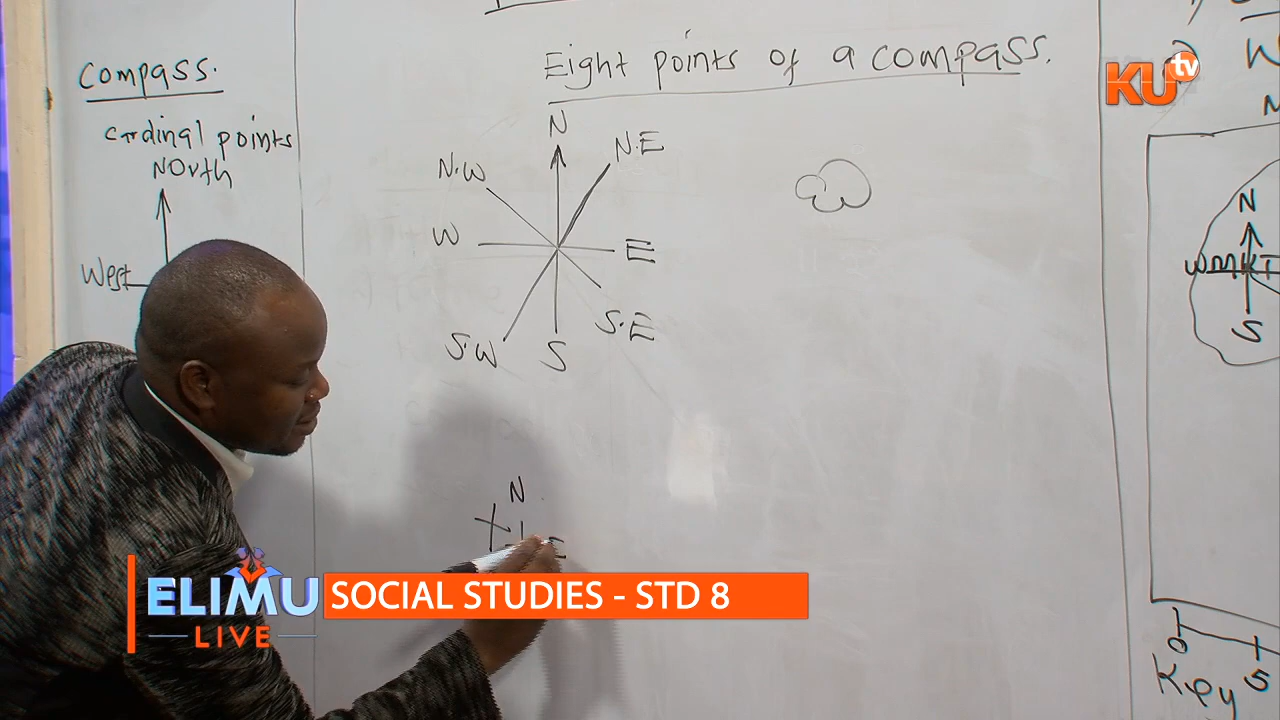 Compass.
Cardinal points
North
West
Eight points of a compass.
N
N.E
N.W
W
E
S.E
S.W
S
N
E
N
S
Key
KU tv
ELIMU
LIVE
SOCIAL STUDIES - STD 8